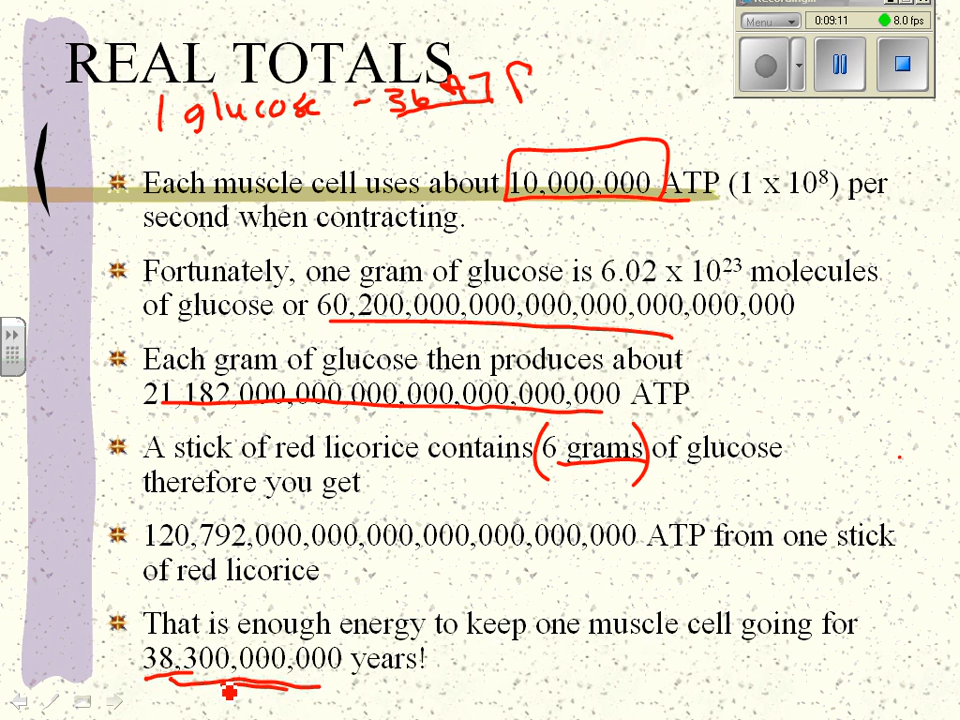 REAL TOTALS
1 glucose - 36 ATP
Each muscle cell uses about 10,000,000 ATP (1 x 10⁸) per
second when contracting.
Fortunately, one gram of glucose is 6.02 x 10²³ molecules
of glucose or 60,200,000,000,000,000,000,000,000
Each gram of glucose then produces about
21,182,000,000,000,000,000,000,000 ATP
A stick of red licorice contains (6 grams) of glucose
therefore you get
120,792,000,000,000,000,000,000,000 ATP from one stick
of red licorice
That is enough energy to keep one muscle cell going for
38,300,000,000 years!
Menu
0:09:11
8.0 fps